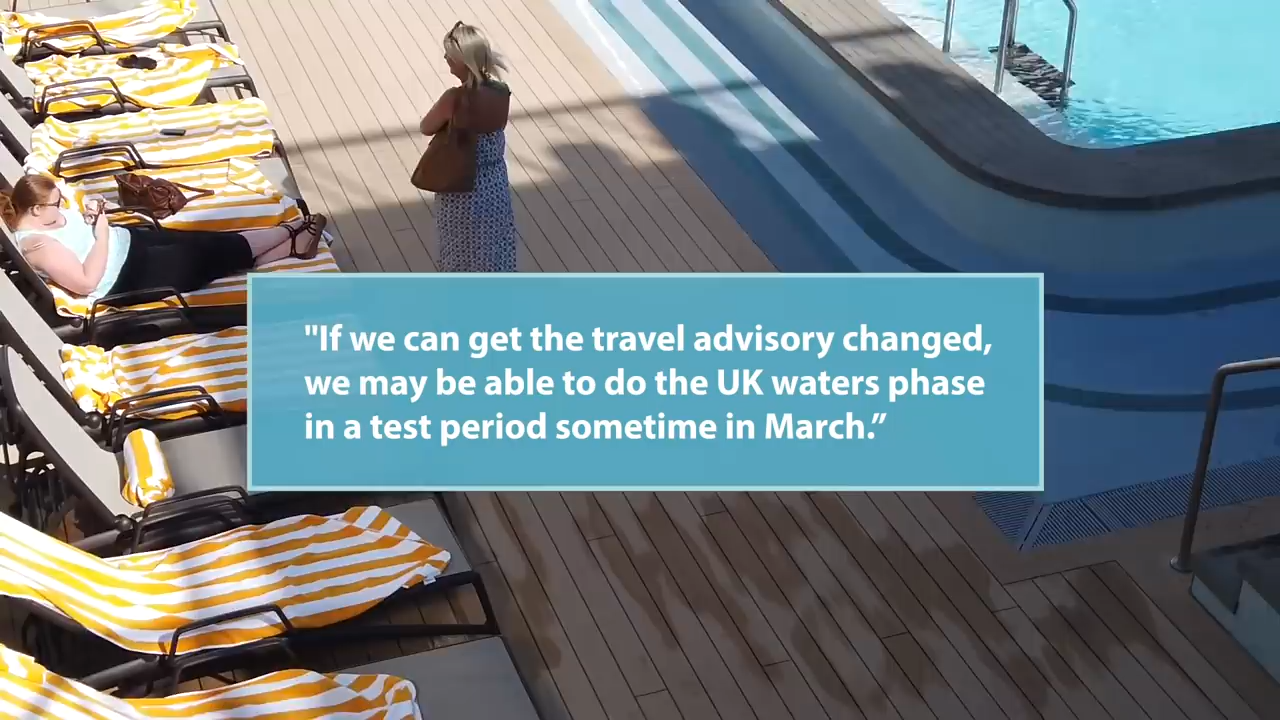 "If we can get the travel advisory changed,
we may be able to do the UK waters phase
in a test period sometime in March.”